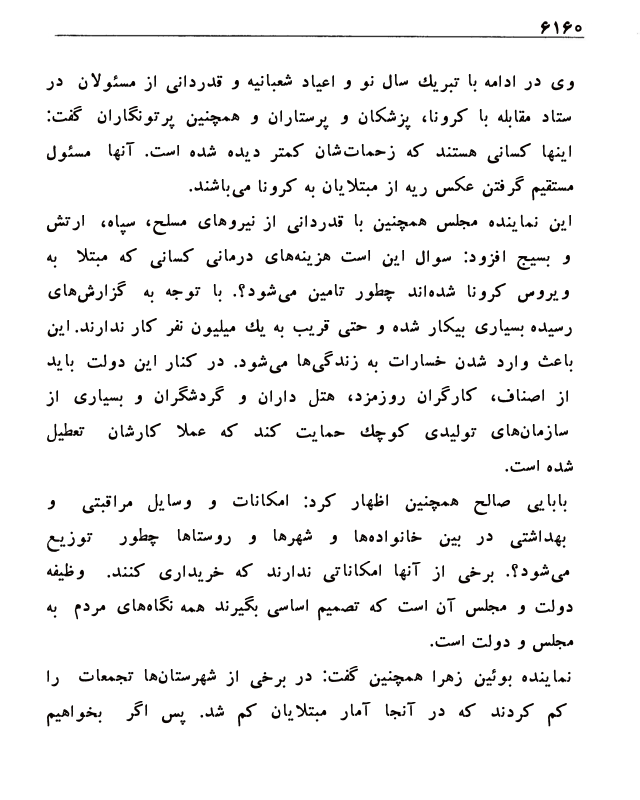 ۶۱۶۰
وی در ادامه با تبریك سال نو و اعیاد شعبانیه و قدردانی از مسئولان در
ستاد مقابله با کرونا، پزشکان و پرستاران و همچنین پرتونگاران گفت:
اینها کسانی هستند که زحمات‌شان کمتر دیده شده است. آنها مسئول
مستقیم گرفتن عکس ریه از مبتلایان به کرونا می‌باشند.
این نماینده مجلس همچنین با قدردانی از نیروهای مسلح، سپاه، ارتش
و بسیج افزود: سوال این است هزینه‌های درمانی کسانی که مبتلا به
ویروس کرونا شده‌اند چطور تامین می‌شود؟. با توجه به گزارش‌های
رسیده بسیاری بیکار شده و حتی قریب به یك میلیون نفر کار ندارند. این
باعث وارد شدن خسارات به زندگی‌ها می‌شود. در کنار این دولت باید
از اصناف، کارگران روزمزد، هتل داران و گردشگران و بسیاری از
سازمان‌های تولیدی کوچك حمایت کند که عملا کارشان تعطیل
شده است.
بابایی صالح همچنین اظهار کرد: امکانات و وسایل مراقبتی و
بهداشتی در بین خانواده‌ها و شهرها و روستاها چطور توزیع
می‌شود؟. برخی از آنها امکاناتی ندارند که خریداری کنند. وظیفه
دولت و مجلس آن است که تصمیم اساسی بگیرند همه نگاه‌های مردم به
مجلس و دولت است.
نماینده بوئین زهرا همچنین گفت: در برخی از شهرستان‌ها تجمعات را
کم کردند که در آنجا آمار مبتلایان کم شد. پس اگر بخواهیم